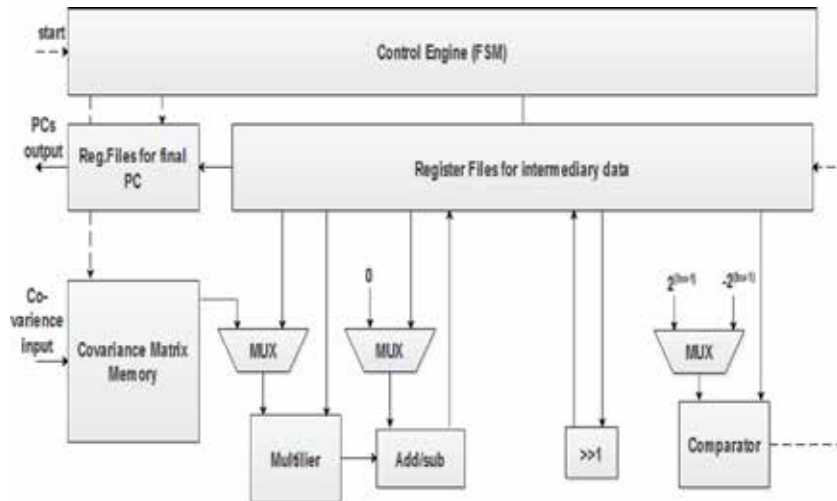 start
Control Engine (FSM)
PCs
output
Reg.Files for final
PC
Register Files for intermediary data
Co-
varience
input
Covariance Matrix
Memory
0
MUX
MUX
MUX
Multilier
Add/sub
>>1
Comparator